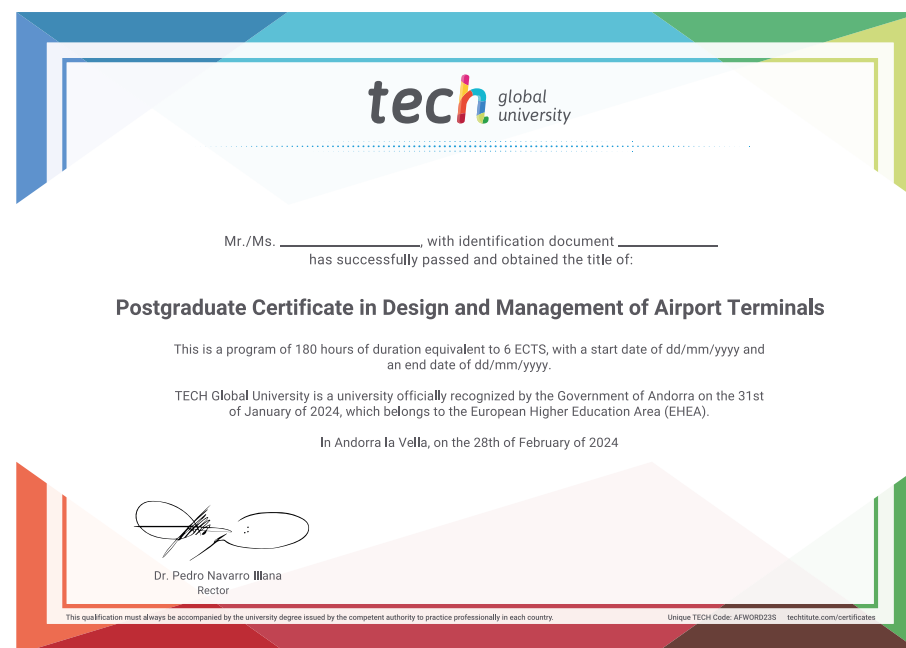 tech global university
Mr./Ms. ____________________, with identification document ______________
has successfully passed and obtained the title of:
Postgraduate Certificate in Design and Management of Airport Terminals
This is a program of 180 hours of duration equivalent to 6 ECTS, with a start date of dd/mm/yyyy and
an end date of dd/mm/yyyy.
TECH Global University is a university officially recognized by the Government of Andorra on the 31st
of January of 2024, which belongs to the European Higher Education Area (EHEA).
In Andorra la Vella, on the 28th of February of 2024
Dr. Pedro Navarro Illana
Rector
This qualification must always be accompanied by the university degree issued by the competent authority to practice professionally in each country.
Unique TECH Code: AFWORD23S techtitute.com/certificates